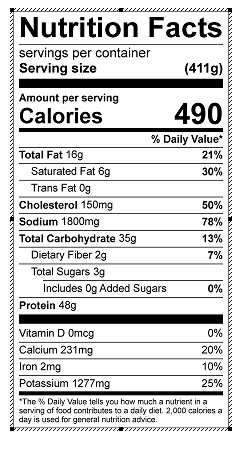 Nutrition Facts
servings per container
Serving size (411g)
Amount per serving
Calories 490
% Daily Value*
Total Fat 16g 21%
Saturated Fat 6g 30%
Trans Fat 0g
Cholesterol 150mg 50%
Sodium 1800mg 78%
Total Carbohydrate 35g 13%
Dietary Fiber 2g 7%
Total Sugars 3g
Includes 0g Added Sugars 0%
Protein 48g
Vitamin D 0mcg 0%
Calcium 231mg 20%
Iron 2mg 10%
Potassium 1277mg 25%
*The % Daily Value tells you how much a nutrient in a
serving of food contributes to a daily diet. 2,000 calories a
day is used for general nutrition advice.